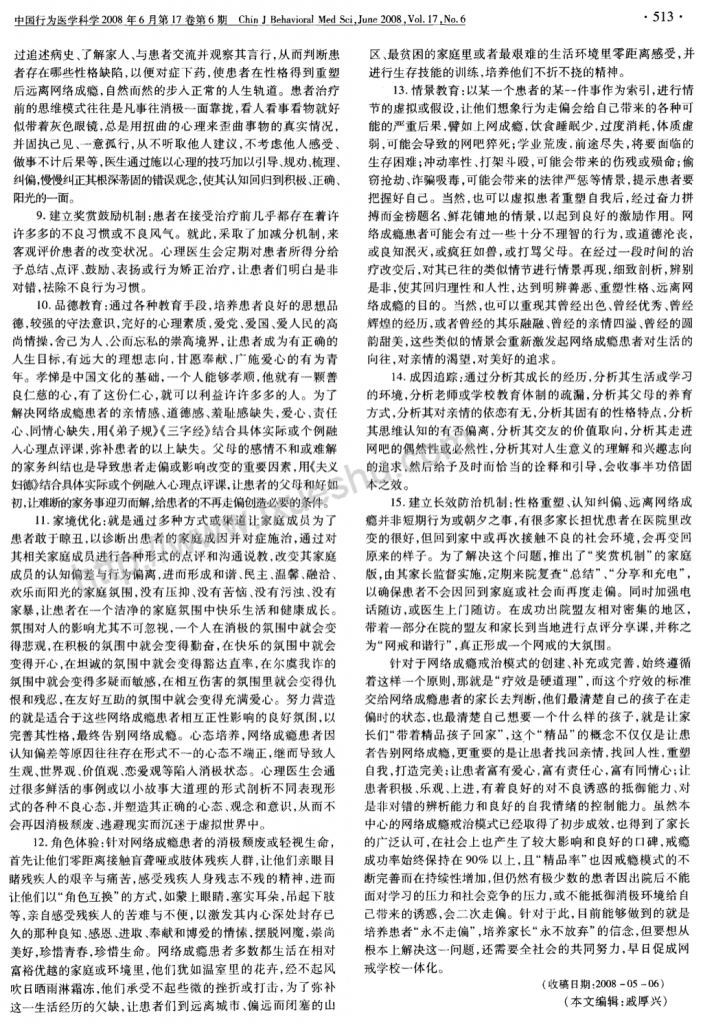 中国行为医学科学 2008 年 6 月第 17 卷第 6 期 Chin J Behavioral Med Sci,June 2008,Vol.17,No.6 ·513·
过追述病史、了解家人、与患者交流并观察其言行,从而判断患
者存在哪些性格缺陷,以便对症下药,使患者在性格得到重塑
后远离网络成瘾,自然而然的步人正常的人生轨道。患者治疗
前的思维模式往往是凡事往消极一面靠拢,看人看事看物就好
似带着灰色眼镜,总是用扭曲的心理来歪曲事物的真实情况,
并固执己见、一意孤行,从不听取他人建议,不考虑他人感受、
做事不计后果等,医生通过施以心理的技巧加以引导、规劝、梳理、
纠偏,慢慢纠正其根深蒂固的错误观念,使其认知回归到积极、正确、
阳光的一面。
9. 建立奖赏鼓励机制:患者在接受治疗前几乎都存在着许
许多多的不良习惯或不良风气。就此,采取了加减分机制,来
客观评价患者的改变状况。心理医生会定期对患者所得分给
予总结、点评、鼓励、表扬或行为矫正治疗,让患者们明白是非
对错,祛除不良行为习惯。
10. 品德教育:通过各种教育手段,培养患者良好的思想品
德,较强的守法意识,完好的心理素质,爱党、爱国、爱人民的高
尚情操,舍己为人、公而忘私的崇高境界,让患者成为有正确的
人生目标,有远大的理想志向,甘愿奉献、广施爱心的有为青
年。孝悌是中国文化的基础,一个人能够孝顺,他就有一颗善
良仁慈的心,有了这份仁心,就可以利益许许多多的人。为了
解决网络成瘾患者的亲情感、道德感、羞耻感缺失,爱心、责任
心、同情心缺失,用《弟子规》《三字经》结合具体实际或个例融
人心理点评课,弥补患者的以上缺失。父母的感情不和或难解
的家务纠结也是导致患者走偏或影响改变的重要因素,用《夫义
妇德》结合具体实际或个例融人心理点评课,让患者的父母和好如
初,让难断的家务事迎刃而解,给患者的不再走偏创造必要条件。
11. 家境优化:就是通过多种方式和渠道让家庭成员为了
患者敢于晾丑,以诊断出患者的家庭成因并对症施治,通过对
其相关家庭成员进行各种形式的点评和沟通说教,改变其家庭
成员的认知偏差与行为偏离,进而形成和谐、民主、温馨、融洽、
欢乐而阳光的家庭氛围,没有压抑、没有苦恼、没有污浊、没有
家暴,让患者在一个洁净的家庭氛围中快乐生活和健康成长。
氛围对人的影响尤其不可忽视,一个人在消极的氛围中就会变
得悲观,在积极的氛围中就会变得勤奋,在快乐的氛围中就会
变得开心,在坦诚的氛围中就会变得豁达直率,在尔虞我诈的
氛围中就会变得多疑而敏感,在相互伤害的氛围里就会变得仇
恨和残忍,在友好互助的氛围中就会变得充满爱心。努力营造
的就是适合于这些网络成瘾患者相互正性影响的良好氛围,以
完善其性格,最终告别网络成瘾。心态培养,网络成瘾患者因
认知偏差等原因往往存在形式不一的心态不端正,继而导致人
生观、世界观、价值观、恋爱观等陷入消极状态。心理医生会通
过很多鲜活的事例或以小故事大道理的形式剖析不同表现形
式的各种不良心态,并塑造其正确的心态、观念和意识,从而不
会再因消极颓废、逃避现实而沉迷于虚拟世界中。
12. 角色体验:针对网络成瘾患者的消极颓废或轻视生命,
首先让他们零距离接触盲聋哑或肢体残疾人群,让他们亲眼目
睹残疾人的艰辛与痛苦,感受残疾人身残志不残的精神,进而
让他们以“角色互换”的方式,如蒙上眼睛,塞实耳朵,吊起下肢
等,亲自感受残疾人的苦难与不便,以激发其内心深处封存已
久的那种良知、感恩、进取、奉献和博爱的情愫,摆脱网魔,崇尚
美好,珍惜青春,珍惜生命。网络成瘾患者多数都生活在相对
富裕优越的家庭或环境里,他们犹如温室里的花卉,经不起风
吹日晒雨淋霜冻,他们承受不起些微的挫折或打击,为了弥补
这一生活经历的欠缺,让患者们到远离城市、偏远而闭塞的山
区、最贫困的家庭里或者最艰难的生活环境里零距离感受,并
进行生存技能的训练,培养他们不折不挠的精神。
13. 情景教育:以某一个患者的某一件事作为索引,进行情
节的虚拟或假设,让他们想象行为走偏会给自己带来的各种可
能的严重后果,譬如上网成瘾,饮食睡眠少,过度消耗,体质虚
弱,可能会导致的网吧猝死;学业荒废,前途尽失,将要面临的
生存困难;冲动率性、打架斗殴,可能会带来的伤残或殒命;偷
窃抢劫、诈骗吸毒,可能会带来的法律严惩等情景,提示患者要
把握好自己。当然,也可以虚拟患者重塑自我后,经过奋力拼
搏而金榜题名、鲜花铺地的情景,以起到良好的激励作用。网
络成瘾患者可能会有过一些十分不理智的行为,或道德沦丧,
或良知泯灭,或疯狂如兽,或打骂父母。在经过一段时间的治
疗改变后,对其已往的类似情节进行情景再现,细致剖析,辨别
是非,使其回归理性和人性,达到明辨善恶、重塑性格、远离网
络成瘾的目的。当然,也可以重现其曾经出色、曾经优秀、曾经
辉煌的经历,或者曾经的其乐融融、曾经的亲情四溢、曾经的圆
韵甜美,这些类似的情景会重新激发起网络成瘾患者对生活的
向往,对亲情的渴望,对美好的追求。
14. 成因追踪:通过分析其成长的经历,分析其生活或学习
的环境,分析老师或学校教育体制的疏漏,分析其父母的养育
方式,分析其对亲情的依恋有无,分析其固有的性格特点,分析
其思维认知的有否偏离,分析其交友的价值取向,分析其走进
网吧的偶然性或必然性,分析其对人生意义的理解和兴趣志向
的追求,然后给予及时而恰当的诠释和引导,会收事半功倍固
本之效。
15. 建立长效防治机制:性格重塑、认知纠偏、远离网络成
瘾并非短期行为或朝夕之事,有很多家长担忧患者在医院里改
变的很好,但回到家中或再次接触不良的社会环境,会再变回
原来的样子。为了解决这个问题,推出了“奖赏机制”的家庭
版,由其家长监督实施,定期来院复查“总结”、“分享和充电”,
以确保患者不会因回到家庭或社会而再度走偏。同时加强电
话随访,或医生上门随访。在成功出院盟友相对密集的地区,
带着一部分在院的盟友和家长到当地进行点评分享课,并称之
为“网戒和谐行”,真正形成一个网戒的大氛围。
针对于网络成瘾戒治模式的创建、补充或完善,始终遵循
着这样一个原则,那就是“疗效是硬道理”,而这个疗效的标准
交给网络成瘾患者的家长去判断,他们最清楚自己的孩子在走
偏时的状态,也最清楚自己想要一个什么样的孩子,就是让家
长们“带着精品孩子回家”,这个“精品”的概念不仅仅是让患
者告别网络成瘾,更重要的是让患者找回亲情,找回人性,重塑
自我,打造完美;让患者富有爱心,富有责任心,富有同情心;让
患者积极、乐观、上进,有着良好的对不良诱惑的抵御能力、对
是非对错的辨析能力和良好的自我情绪的控制能力。虽然本
中心的网络成瘾戒治模式已经取得了初步成效,也得到了家长
的广泛认可,在社会上也产生了较大影响和良好的口碑,戒瘾
成功率始终保持在 90% 以上,且“精品率”也因戒瘾模式的不
断完善而在持续性增加,但仍然有极少数的患者因出院后不能
面对学习的压力和社会竞争的压力,或不能抵御消极环境给自
己带来的诱惑,会二次走偏。针对于此,目前能够做到的就是
培养患者“永不走偏”,培养家长“永不放弃”的信念,但要想从
根本上解决这一问题,还需要全社会的共同努力,早日促成网
戒学校一体化。
(收稿日期:2008-05-06)
(本文编辑:戚厚兴)